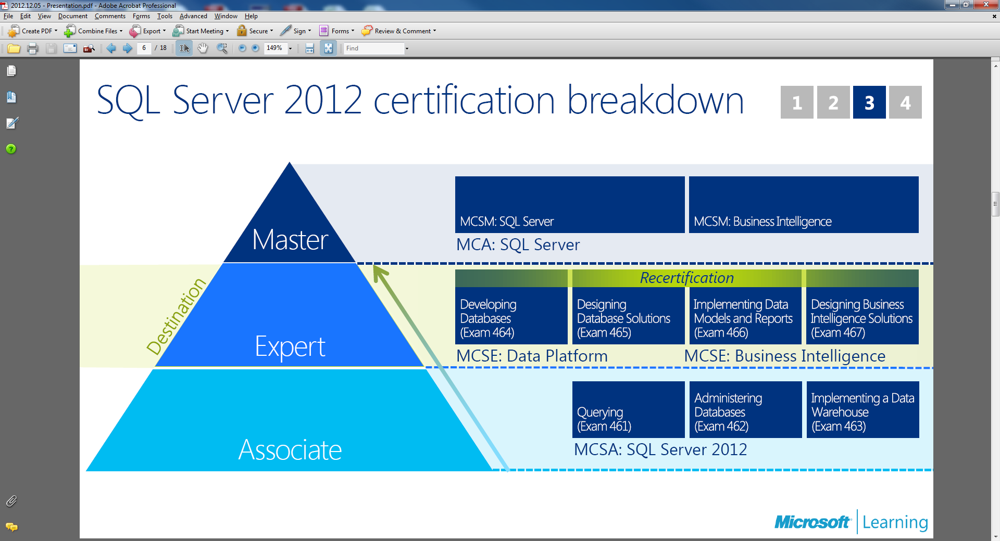 2012.12.05 - Presentation.pdf - Adobe Acrobat Professional
File Edit View Document Comments Forms Tools Advanced Window Help
Create PDF Combine Files Export Start Meeting Secure Sign Forms Review & Comment
6 / 18 149% Find
SQL Server 2012 certification breakdown
1 2 3 4
Master
MCSM: SQL Server
MCSM: Business Intelligence
MCA: SQL Server
Destination
Expert
Recertification
Developing
Databases
(Exam 464)
Designing
Database Solutions
(Exam 465)
Implementing Data
Models and Reports
(Exam 466)
Designing Business
Intelligence Solutions
(Exam 467)
MCSE: Data Platform
MCSE: Business Intelligence
Associate
Querying
(Exam 461)
Administering
Databases
(Exam 462)
Implementing a Data
Warehouse
(Exam 463)
MCSA: SQL Server 2012
Microsoft Learning